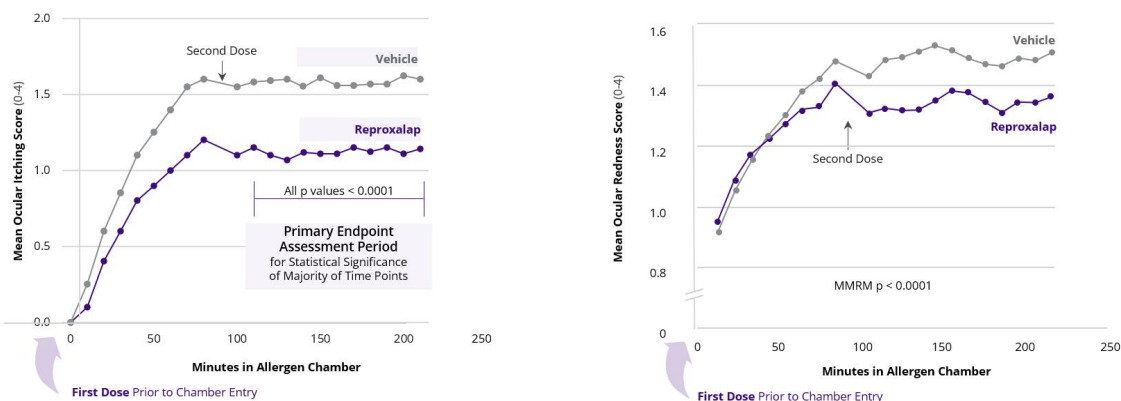 2.0
1.5
1.0
0.5
0.0
Mean Ocular Itching Score (0-4)
Second Dose
Vehicle
Reproxalap
All p values < 0.0001
Primary Endpoint
Assessment Period
for Statistical Significance
of Majority of Time Points
0 50 100 150 200 250
Minutes in Allergen Chamber
First Dose Prior to Chamber Entry
1.6
1.4
1.2
1.0
0.8
0
Mean Ocular Redness Score (0-4)
Vehicle
Reproxalap
Second Dose
MMRM p < 0.0001
0 50 100 150 200 250
Minutes in Allergen Chamber
First Dose Prior to Chamber Entry